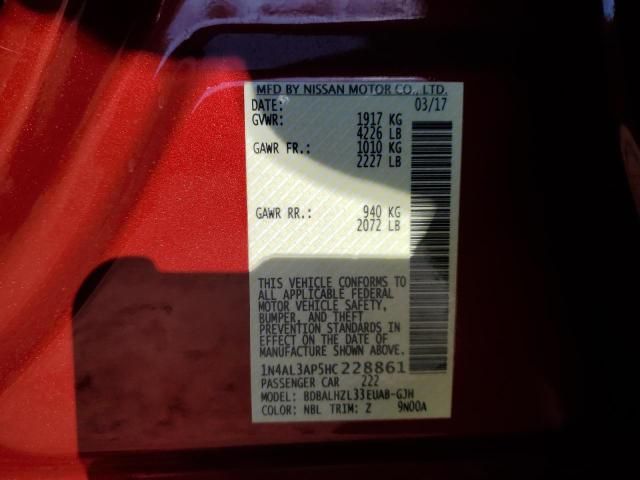 MFD BY NISSAN MOTOR CO., LTD.
DATE: 03/17
GVWR: 1917 KG
4226 LB
GAWR FR.: 1010 KG
2227 LB
GAWR RR.: 940 KG
2072 LB
THIS VEHICLE CONFORMS TO
ALL APPLICABLE FEDERAL
MOTOR VEHICLE SAFETY,
BUMPER, AND THEFT
PREVENTION STANDARDS IN
EFFECT ON THE DATE OF
MANUFACTURE SHOWN ABOVE.
1N4AL3AP5HC228861
PASSENGER CAR 222
MODEL: BDBALHZL33EUAB-GJH
COLOR: NBL TRIM: Z 9N00A